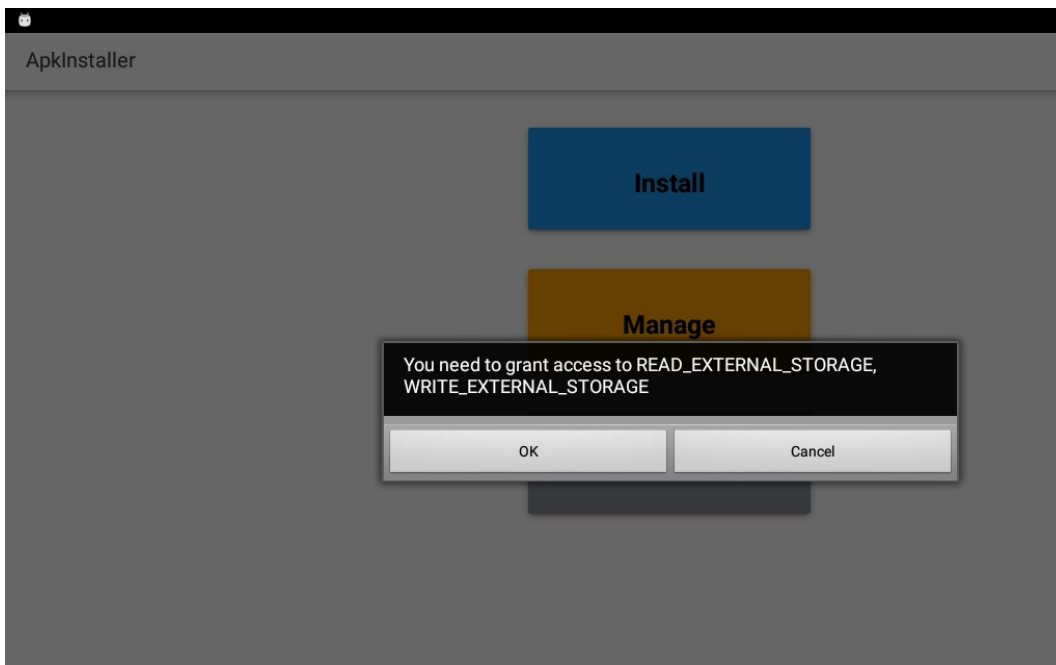 ApkInstaller
Install
Manage
You need to grant access to READ_EXTERNAL_STORAGE,
WRITE_EXTERNAL_STORAGE
OK
Cancel